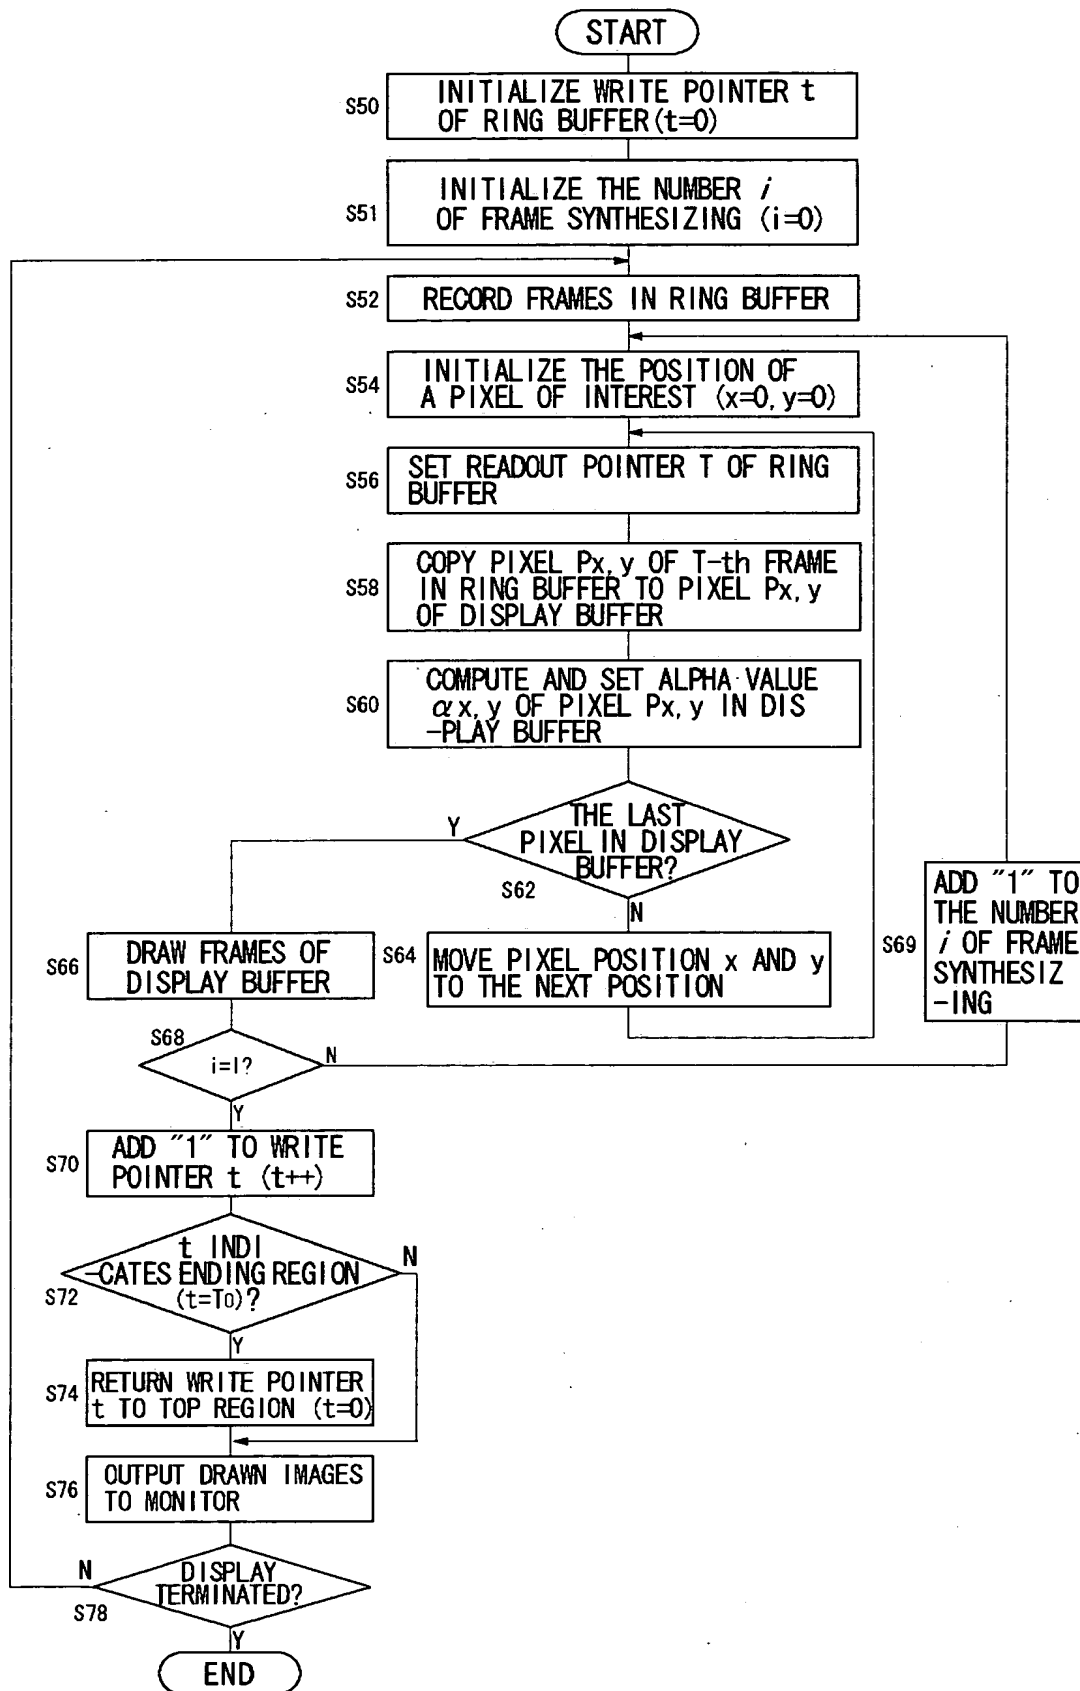 START
S50
INITIALIZE WRITE POINTER t
OF RING BUFFER(t=0)
S51
INITIALIZE THE NUMBER i
OF FRAME SYNTHESIZING (i=0)
S52
RECORD FRAMES IN RING BUFFER
S54
INITIALIZE THE POSITION OF
A PIXEL OF INTEREST (x=0, y=0)
S56
SET READOUT POINTER T OF RING
BUFFER
S58
COPY PIXEL Px, y OF T-th FRAME
IN RING BUFFER TO PIXEL Px, y
OF DISPLAY BUFFER
S60
COMPUTE AND SET ALPHA VALUE
αx, y OF PIXEL Px, y IN DIS
-PLAY BUFFER
THE LAST
PIXEL IN DISPLAY
BUFFER?
S62
Y
N
S64
MOVE PIXEL POSITION x AND y
TO THE NEXT POSITION
S66
DRAW FRAMES OF
DISPLAY BUFFER
S69
ADD "1" TO
THE NUMBER
i OF FRAME
SYNTHESIZ
-ING
S68
i=I?
N
Y
S70
ADD "1" TO WRITE
POINTER t (t++)
t INDI
-CATES ENDING REGION
(t=T0)?
S72
N
Y
S74
RETURN WRITE POINTER
t TO TOP REGION (t=0)
S76
OUTPUT DRAWN IMAGES
TO MONITOR
DISPLAY
TERMINATED?
S78
N
Y
END